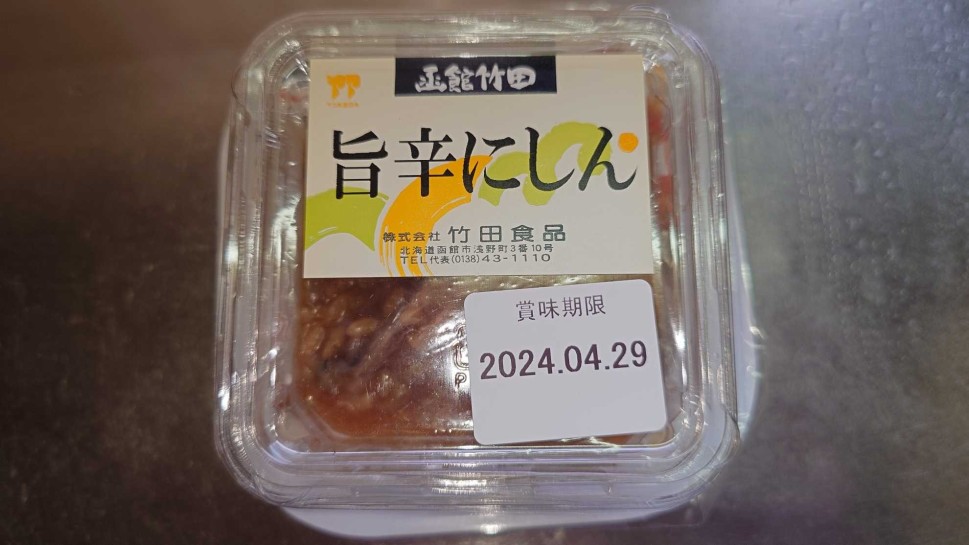 函館竹田
旨辛にしん
株式会社 竹田食品
北海道函館市浅野町3番10号
TEL代表(0138)43-1110
賞味期限
2024.04.29